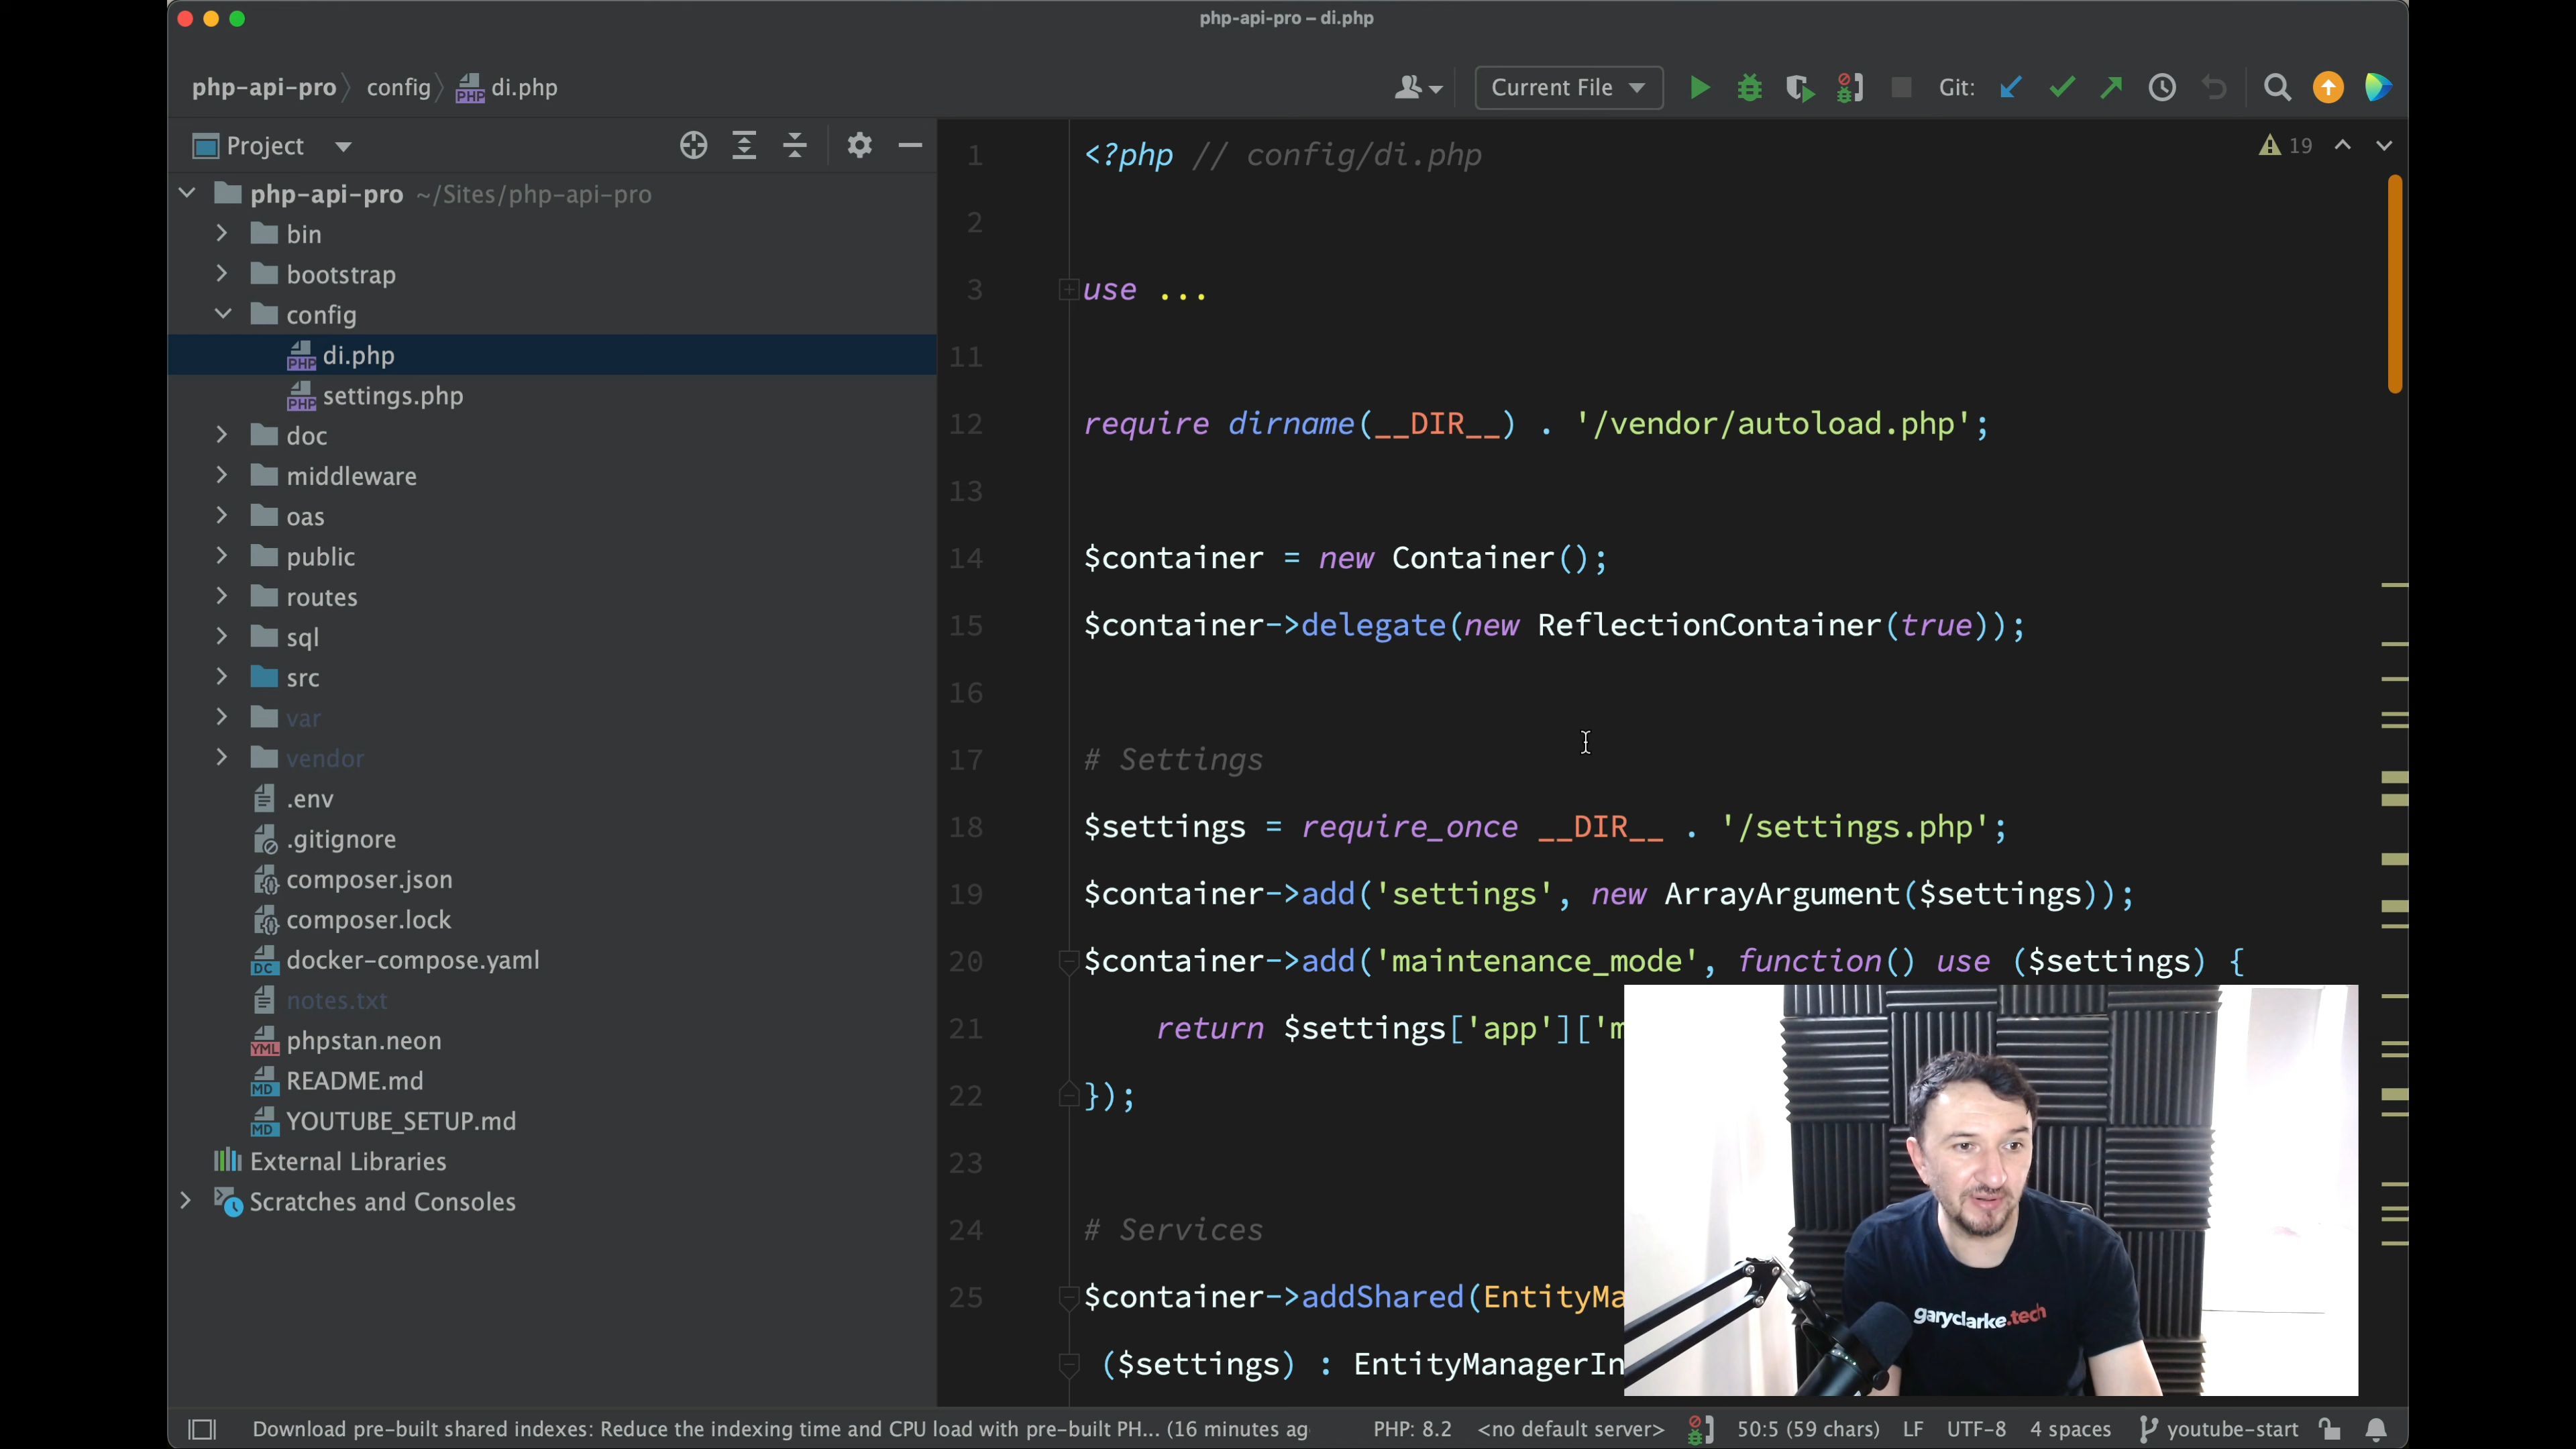 php-api-pro – di.php
php-api-pro config di.php
Current File
Git:
Project
php-api-pro ~/Sites/php-api-pro
bin
bootstrap
config
di.php
settings.php
doc
middleware
oas
public
routes
sql
src
var
vendor
.env
.gitignore
composer.json
composer.lock
docker-compose.yaml
notes.txt
phpstan.neon
README.md
YOUTUBE_SETUP.md
External Libraries
Scratches and Consoles
19
1 <?php // config/di.php
2
3 use ...
11
12 require dirname(__DIR__) . '/vendor/autoload.php';
13
14 $container = new Container();
15 $container->delegate(new ReflectionContainer(true));
16
17 # Settings
18 $settings = require_once __DIR__ . '/settings.php';
19 $container->add('settings', new ArrayArgument($settings));
20 $container->add('maintenance_mode', function() use ($settings) {
21 return $settings['app']['m
22 });
23
24 # Services
25 $container->addShared(EntityMa
($settings) : EntityManagerIn
garyclarke.tech
Download pre-built shared indexes: Reduce the indexing time and CPU load with pre-built PH... (16 minutes ag
PHP: 8.2 <no default server> 50:5 (59 chars) LF UTF-8 4 spaces youtube-start